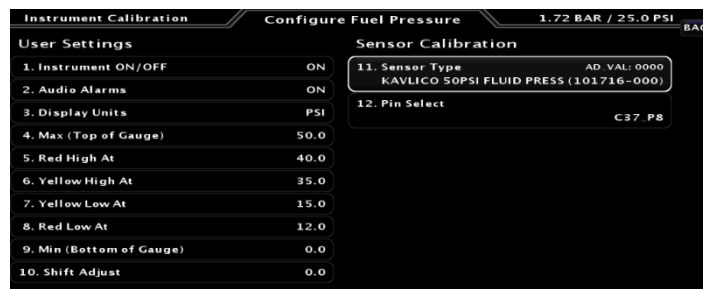 Instrument Calibration
Configure Fuel Pressure
1.72 BAR / 25.0 PSI
User Settings
1. Instrument ON/OFF ON
2. Audio Alarms ON
3. Display Units PSI
4. Max (Top of Gauge) 50.0
5. Red High At 40.0
6. Yellow High At 35.0
7. Yellow Low At 15.0
8. Red Low At 12.0
9. Min (Bottom of Gauge) 0.0
10. Shift Adjust 0.0
Sensor Calibration
11. Sensor Type AD_VAL: 0000
KAVLICO 50PSI FLUID PRESS (101716-000)
12. Pin Select
C37_P8